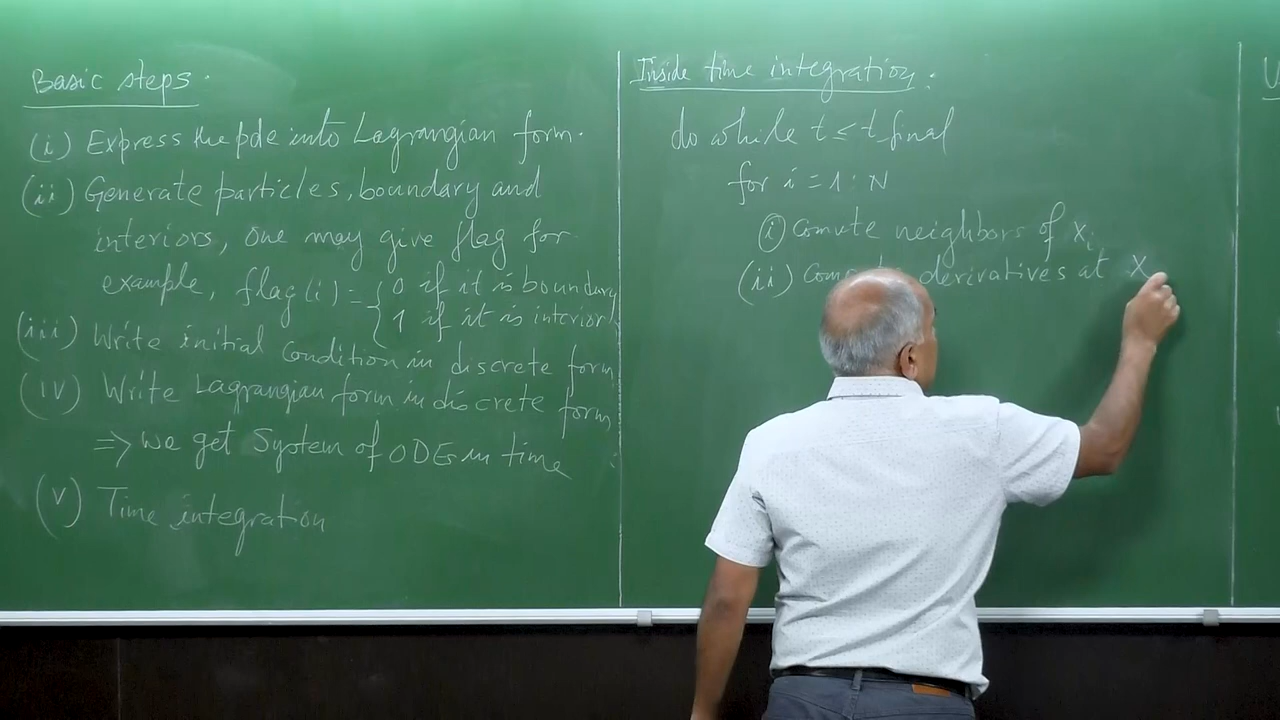 Basic steps.
(i) Express the pde into Lagrangian form.
(ii) Generate particles, boundary and
interiors, one may give flag for
example, flag(i) = { 0 if it is boundary
1 if it is interior
(iii) Write initial condition in discrete form
(iv) Write Lagrangian form in discrete form
=> we get System of ODEs in time
(v) Time integration
Inside time integration:
do while t ≤ t_final
for i = 1 : N
(i) Comute neighbors of x_i
(ii) derivatives at x
U